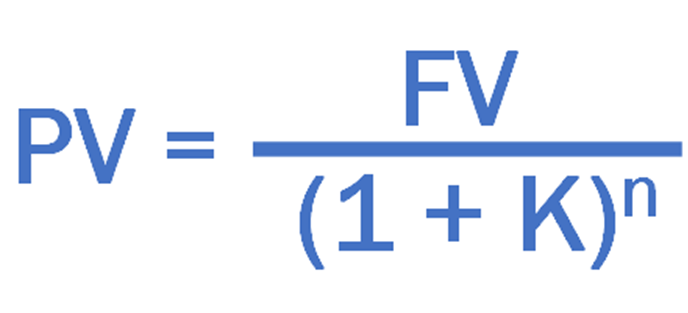 PV = FV
(1 + K)n